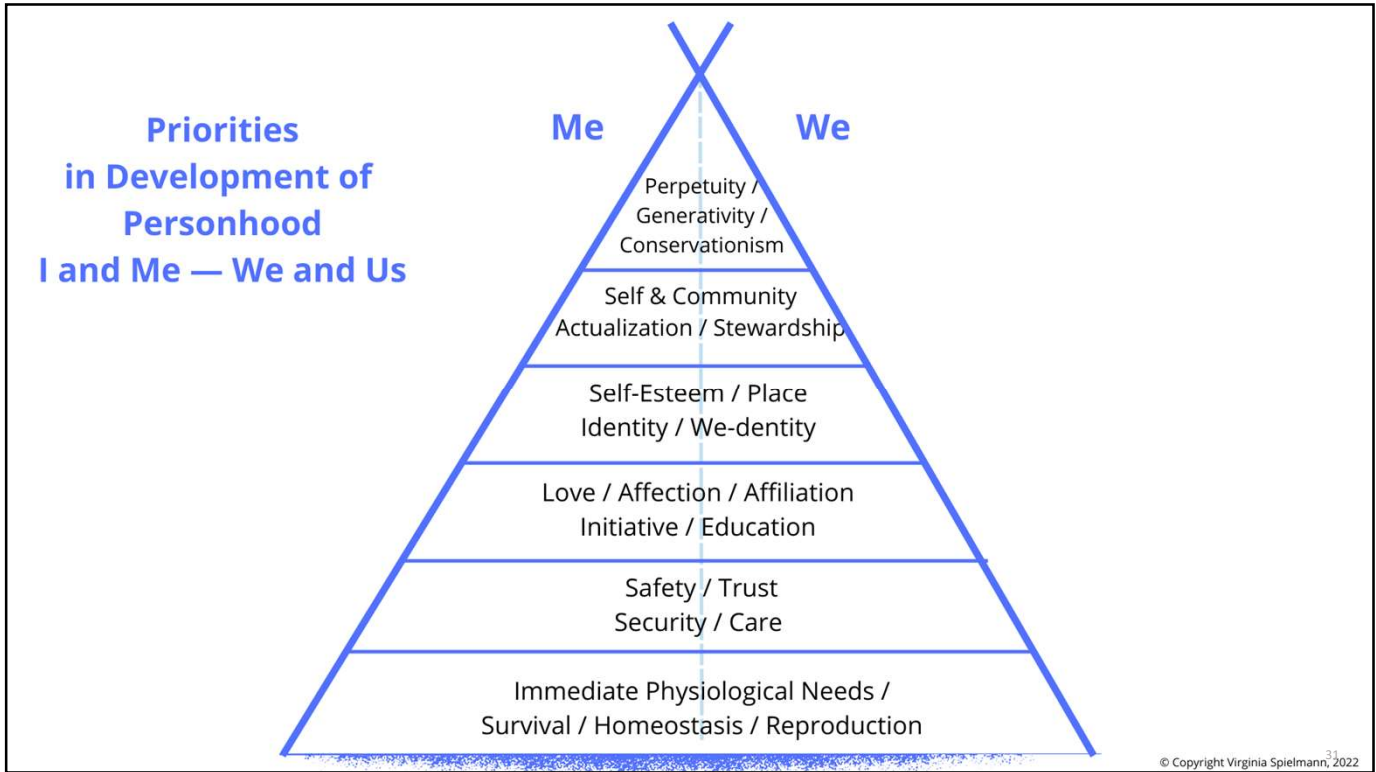 Priorities
in Development of
Personhood
I and Me — We and Us
Me
We
Perpetuity /
Generativity /
Conservationism
Self & Community
Actualization / Stewardship
Self-Esteem / Place
Identity / We-dentity
Love / Affection / Affiliation
Initiative / Education
Safety / Trust
Security / Care
Immediate Physiological Needs /
Survival / Homeostasis / Reproduction
31
© Copyright Virginia Spielmann, 2022